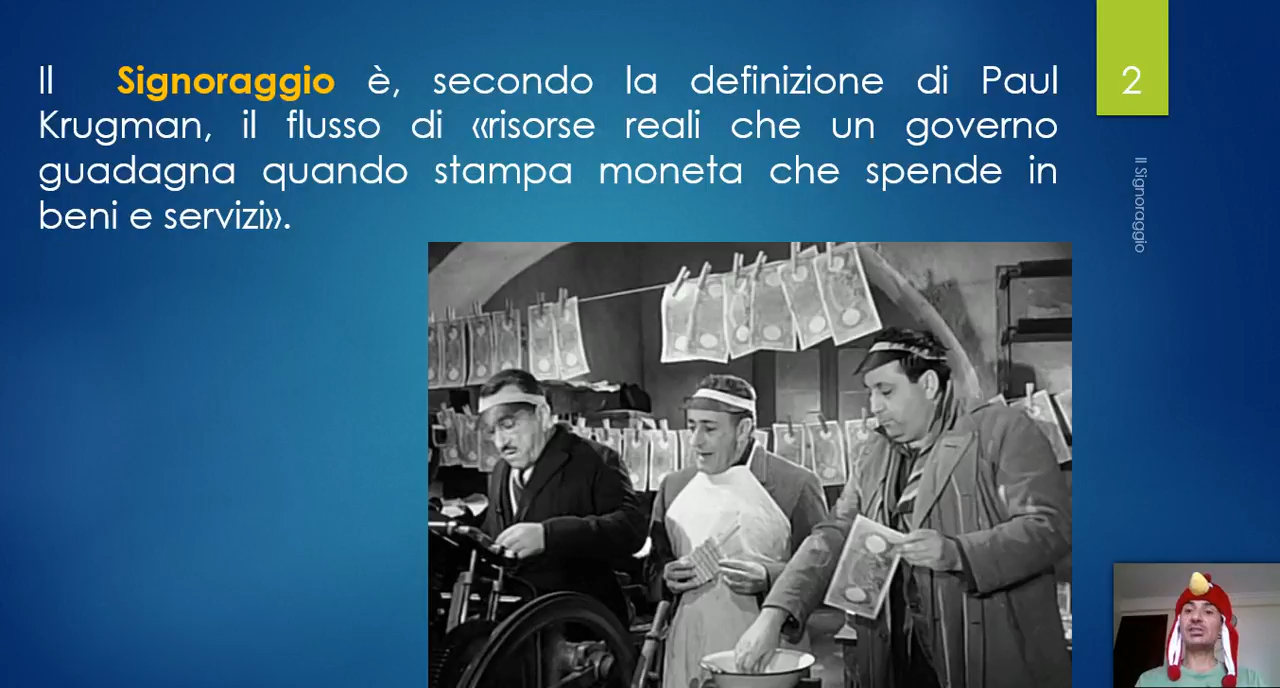 Il Signoraggio è, secondo la definizione di Paul
Krugman, il flusso di «risorse reali che un governo
guadagna quando stampa moneta che spende in
beni e servizi».
2
Il Signoraggio